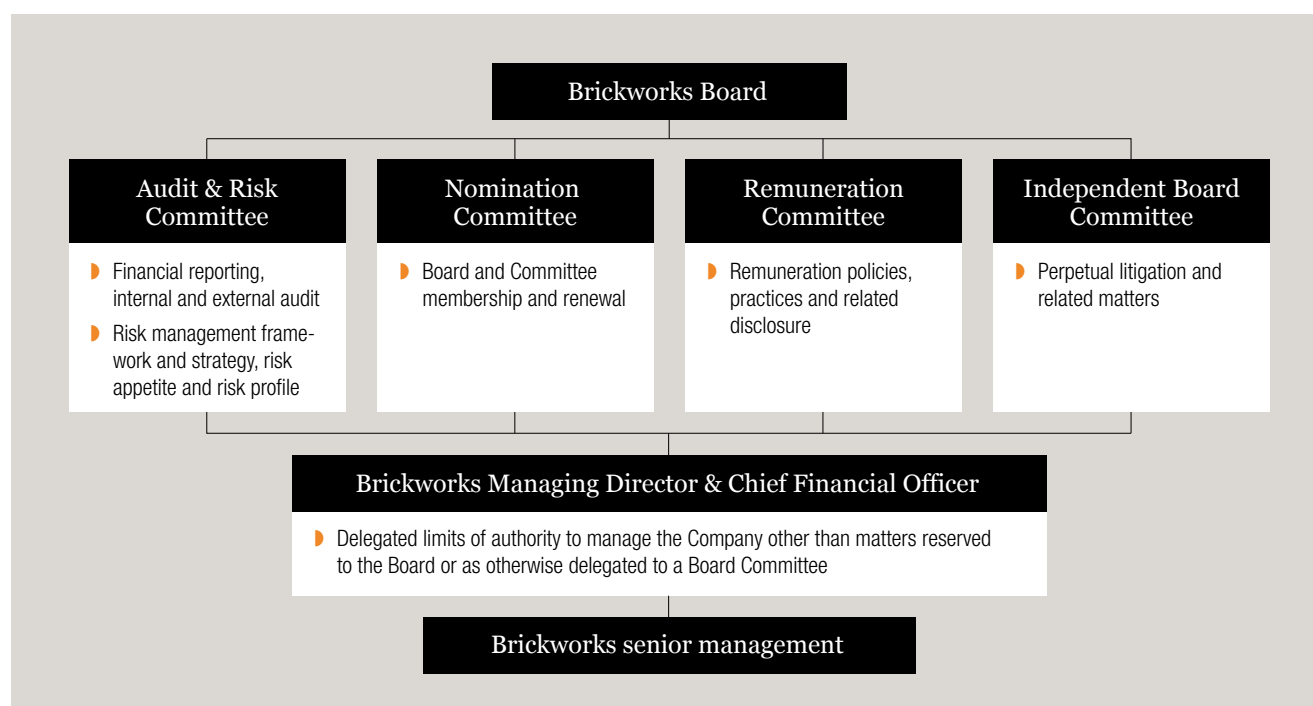 Brickworks Board
Audit & Risk
Committee
Financial reporting,
internal and external audit
Risk management frame-
work and strategy, risk
appetite and risk profile
Nomination
Committee
Board and Committee
membership and renewal
Remuneration
Committee
Remuneration policies,
practices and related
disclosure
Independent Board
Committee
Perpetual litigation and
related matters
Brickworks Managing Director & Chief Financial Officer
Delegated limits of authority to manage the Company other than matters reserved
to the Board or as otherwise delegated to a Board Committee
Brickworks senior management